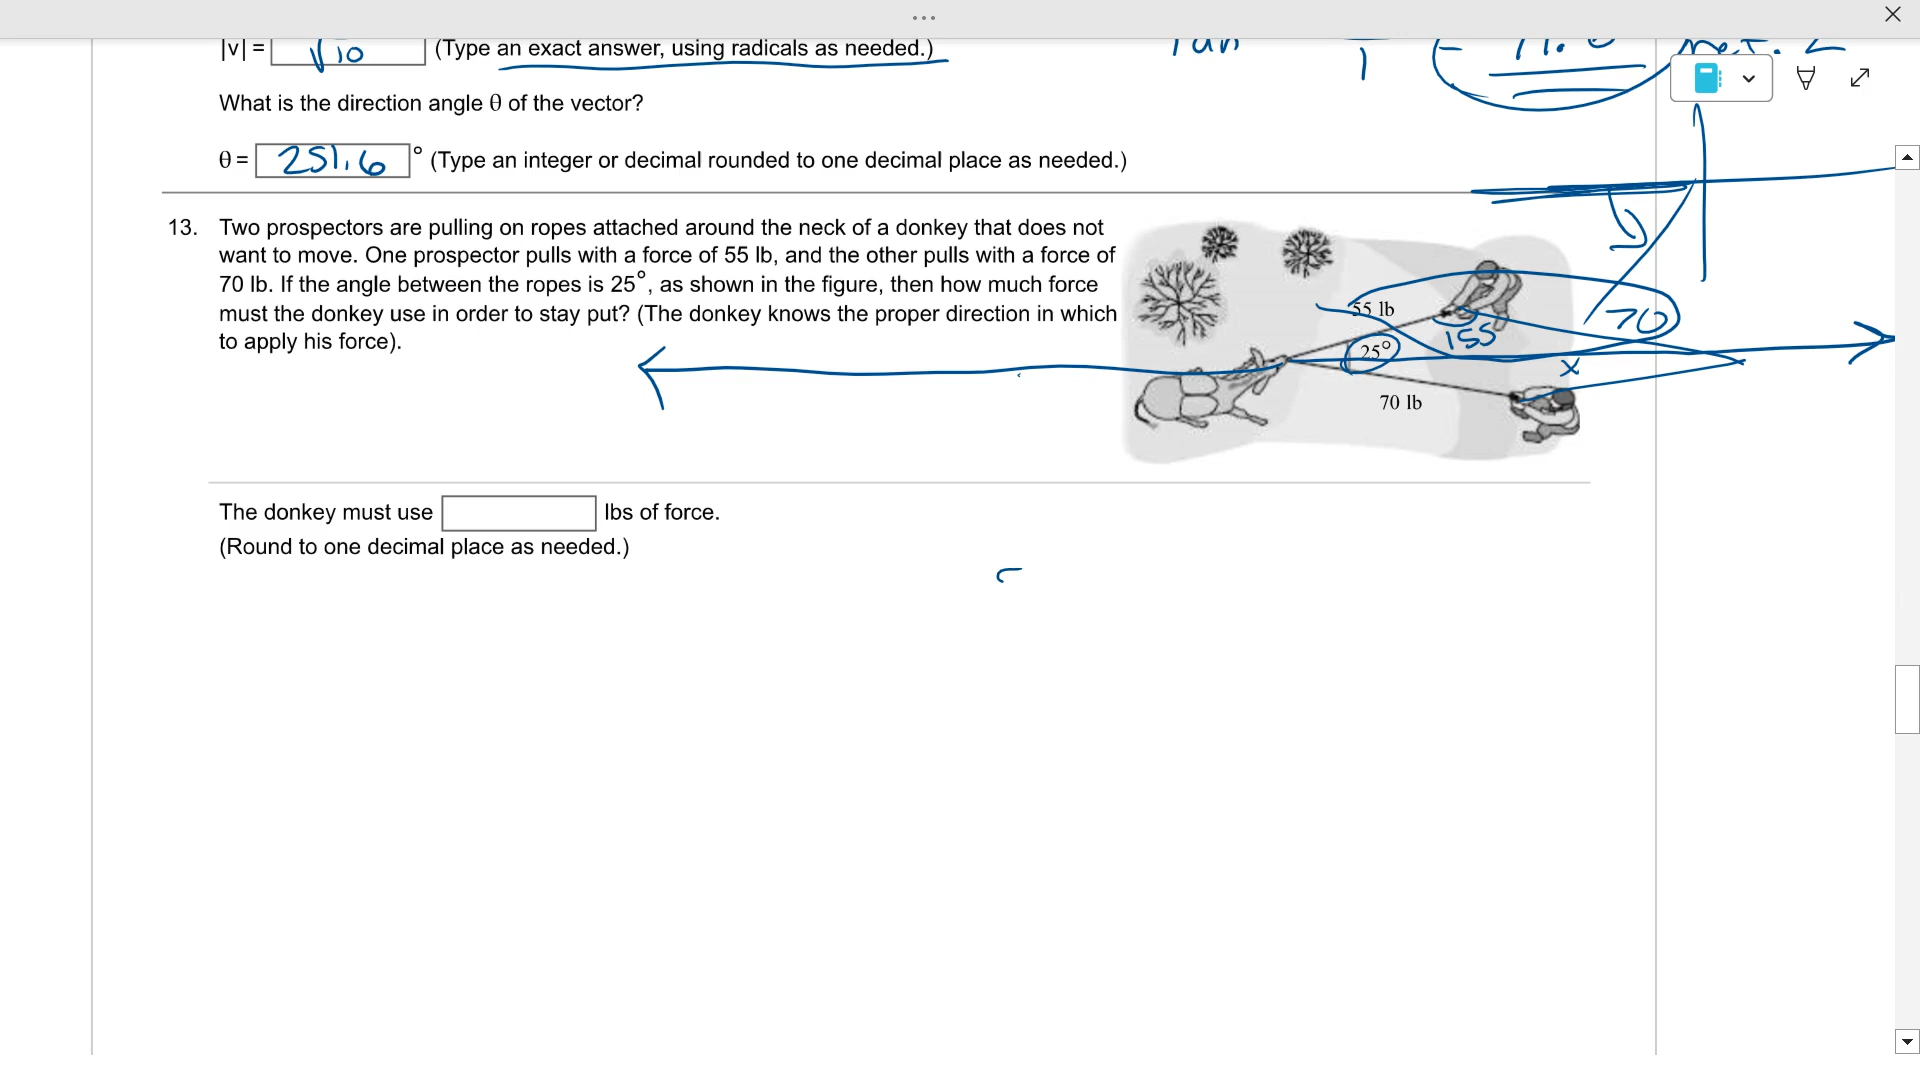 |v| = √10 (Type an exact answer, using radicals as needed.)
Tan
1
What is the direction angle θ of the vector?
θ = 251.6 ° (Type an integer or decimal rounded to one decimal place as needed.)
13. Two prospectors are pulling on ropes attached around the neck of a donkey that does not
want to move. One prospector pulls with a force of 55 lb, and the other pulls with a force of
70 lb. If the angle between the ropes is 25°, as shown in the figure, then how much force
must the donkey use in order to stay put? (The donkey knows the proper direction in which
to apply his force).
55 lb
70
155
25°
x
70 lb
The donkey must use lbs of force.
(Round to one decimal place as needed.)